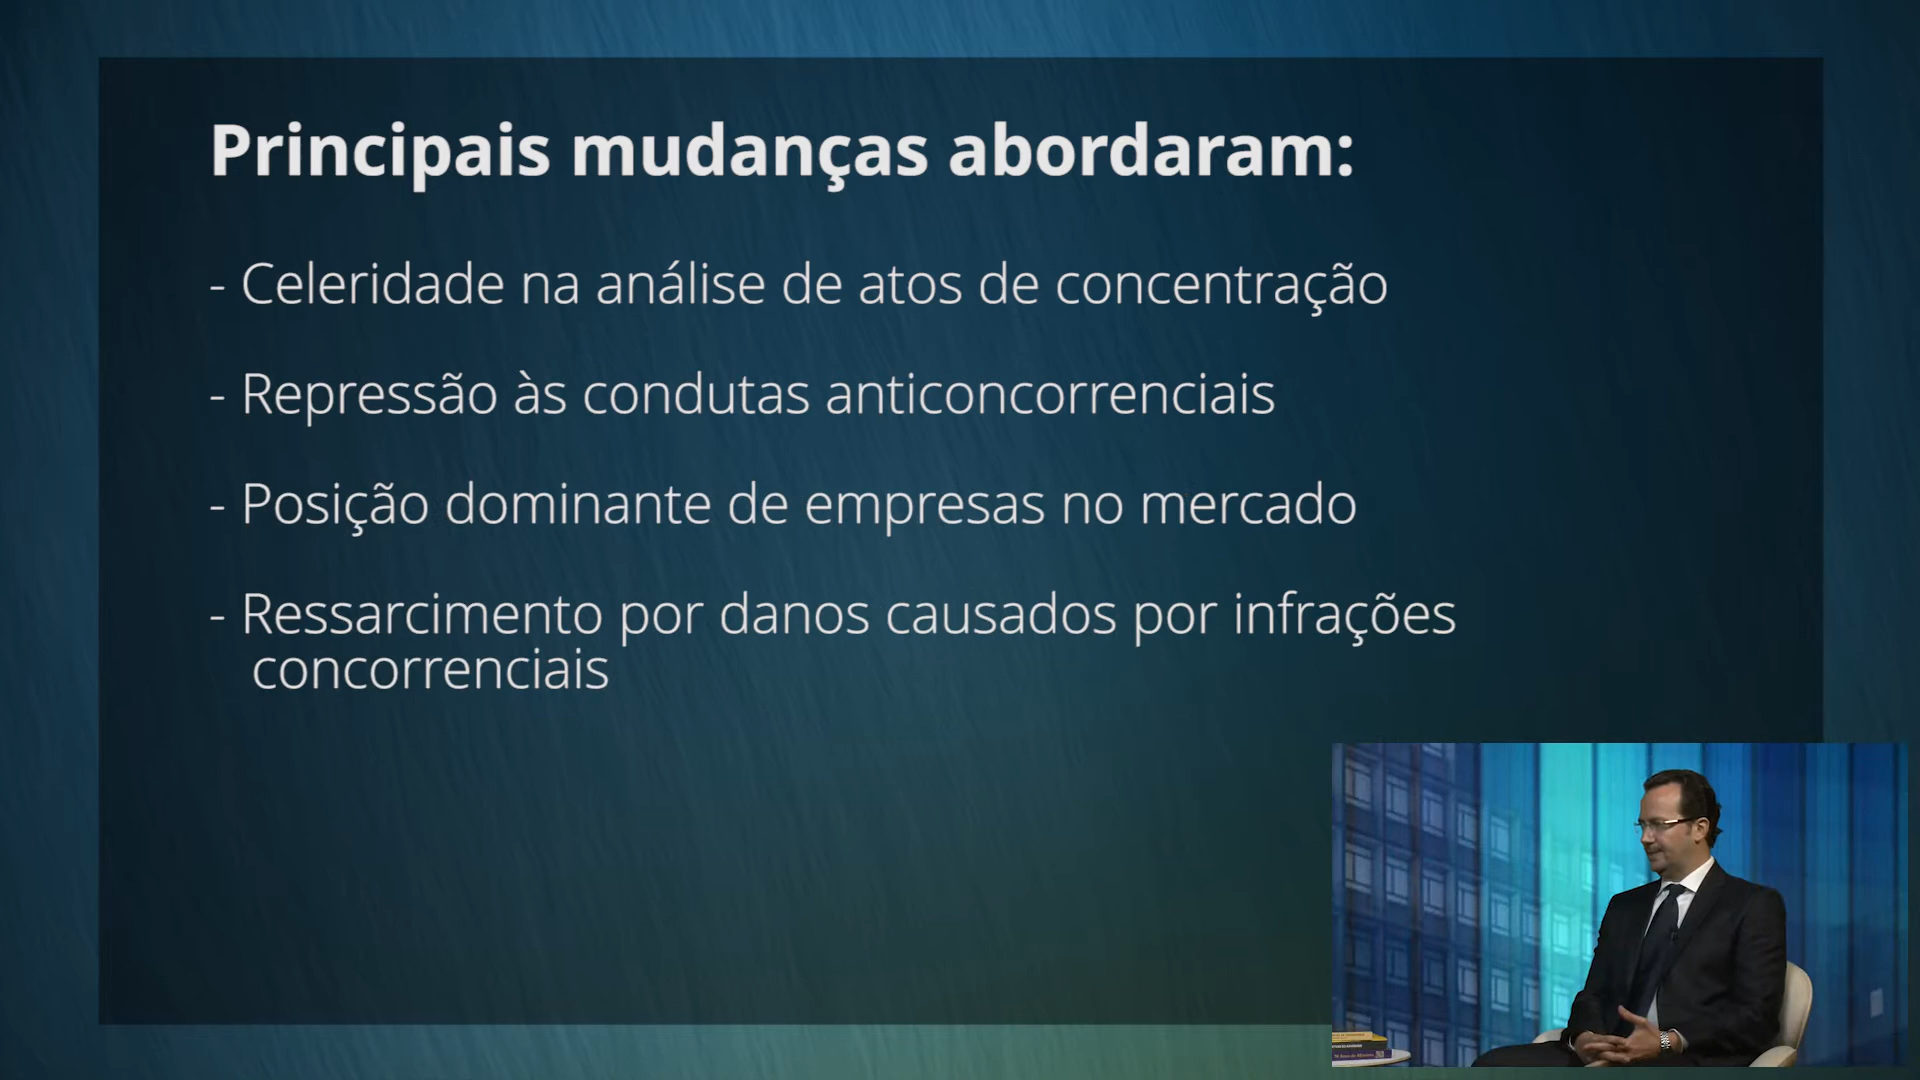 Principais mudanças abordaram:
- Celeridade na análise de atos de concentração
- Repressão às condutas anticoncorrenciais
- Posição dominante de empresas no mercado
- Ressarcimento por danos causados por infrações
concorrenciais